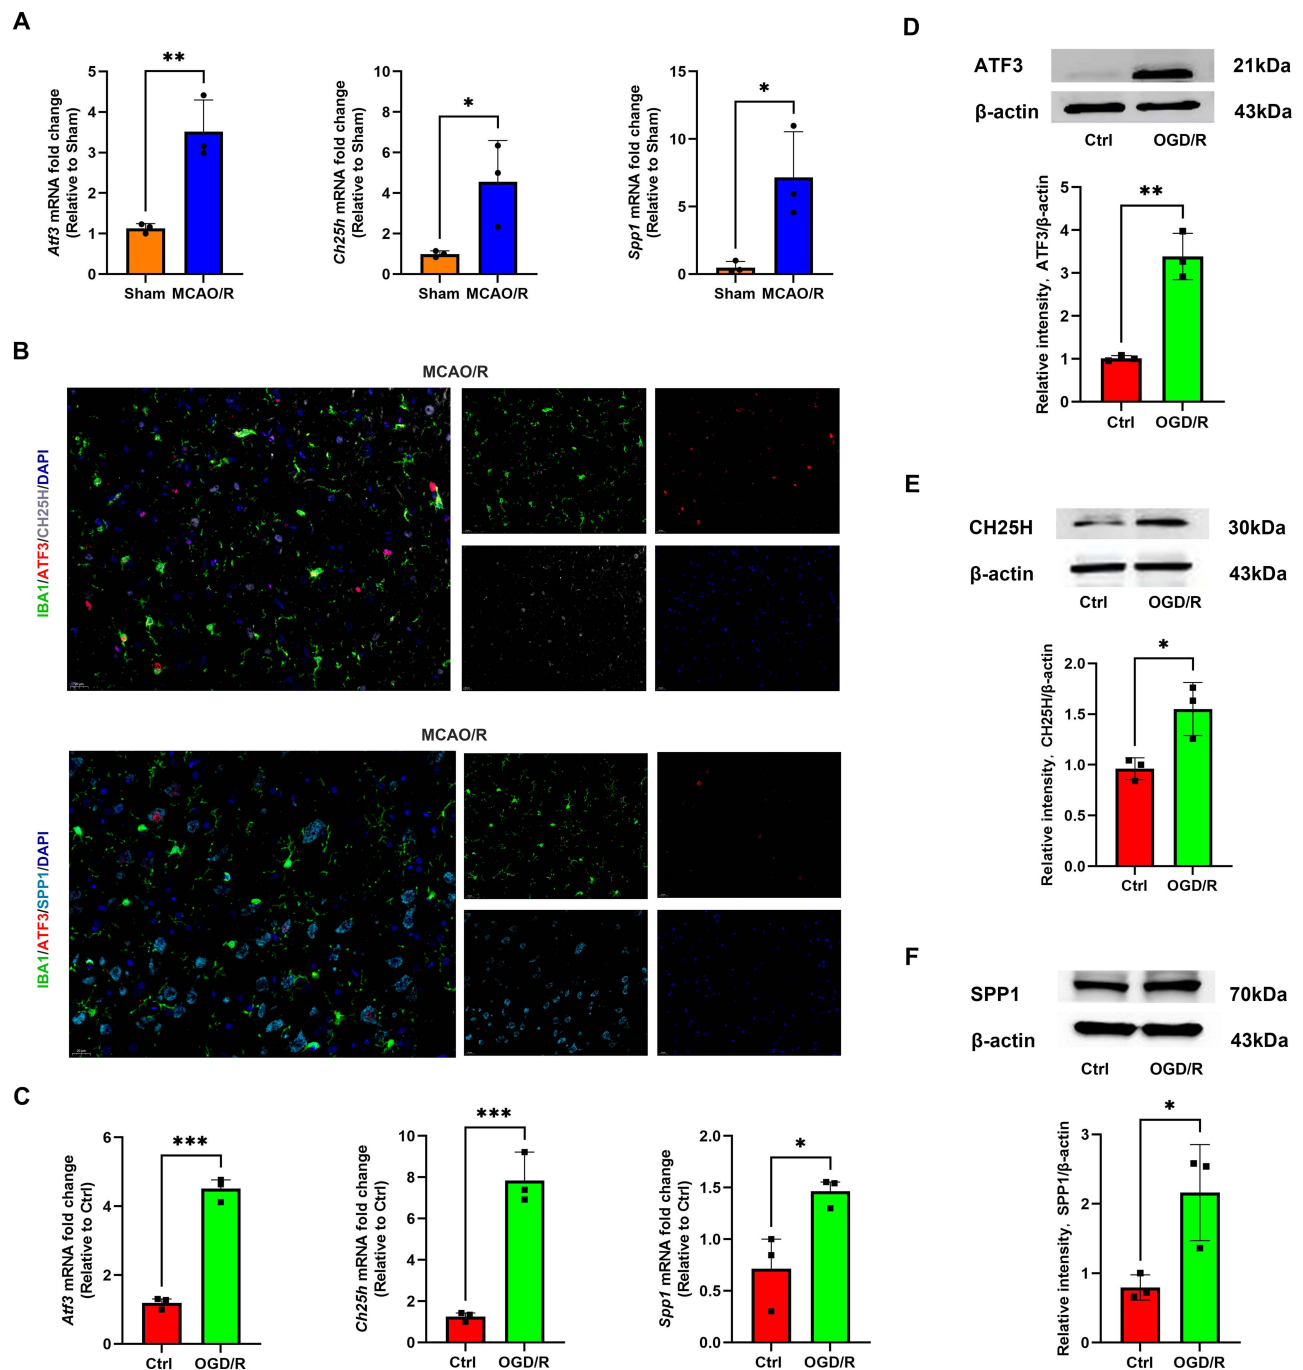 A
**
Atf3 mRNA fold change
(Relative to Sham)
5
4
3
2
1
0
Sham MCAO/R
*
Ch25h mRNA fold change
(Relative to Sham)
10
8
6
4
2
0
Sham MCAO/R
*
Spp1 mRNA fold change
(Relative to Sham)
15
10
5
0
Sham MCAO/R
B
MCAO/R
IBA1/ATF3/CH25H/DAPI
MCAO/R
IBA1/ATF3/SPP1/DAPI
C
***
Atf3 mRNA fold change
(Relative to Ctrl)
6
4
2
0
Ctrl OGD/R
***
Ch25h mRNA fold change
(Relative to Ctrl)
10
8
6
4
2
0
Ctrl OGD/R
*
Spp1 mRNA fold change
(Relative to Ctrl)
2.0
1.5
1.0
0.5
0.0
Ctrl OGD/R
D
ATF3 21kDa
β-actin 43kDa
Ctrl OGD/R
**
Relative intensity, ATF3/β-actin
5
4
3
2
1
0
Ctrl OGD/R
E
CH25H 30kDa
β-actin 43kDa
Ctrl OGD/R
*
Relative intensity, CH25H/β-actin
2.0
1.5
1.0
0.5
0.0
Ctrl OGD/R
F
SPP1 70kDa
β-actin 43kDa
Ctrl OGD/R
*
Relative intensity, SPP1/β-actin
3
2
1
0
Ctrl OGD/R